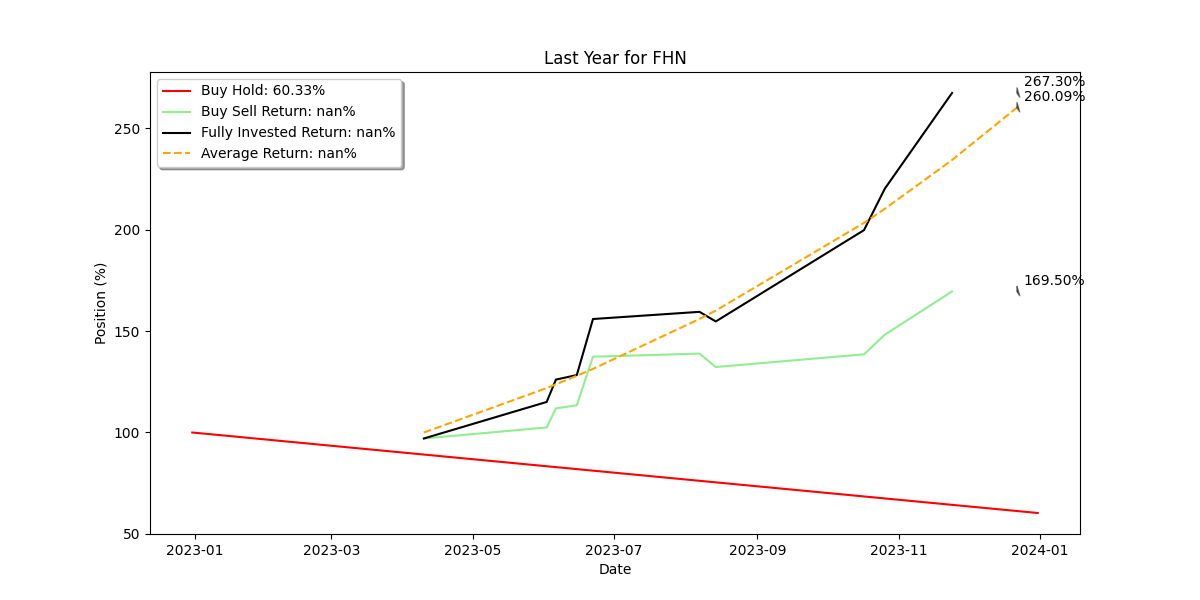 Last Year for FHN
Buy Hold: 60.33%
Buy Sell Return: nan%
Fully Invested Return: nan%
Average Return: nan%
267.30%
260.09%
169.50%
250
200
150
100
50
Position (%)
2023-01
2023-03
2023-05
2023-07
2023-09
2023-11
2024-01
Date